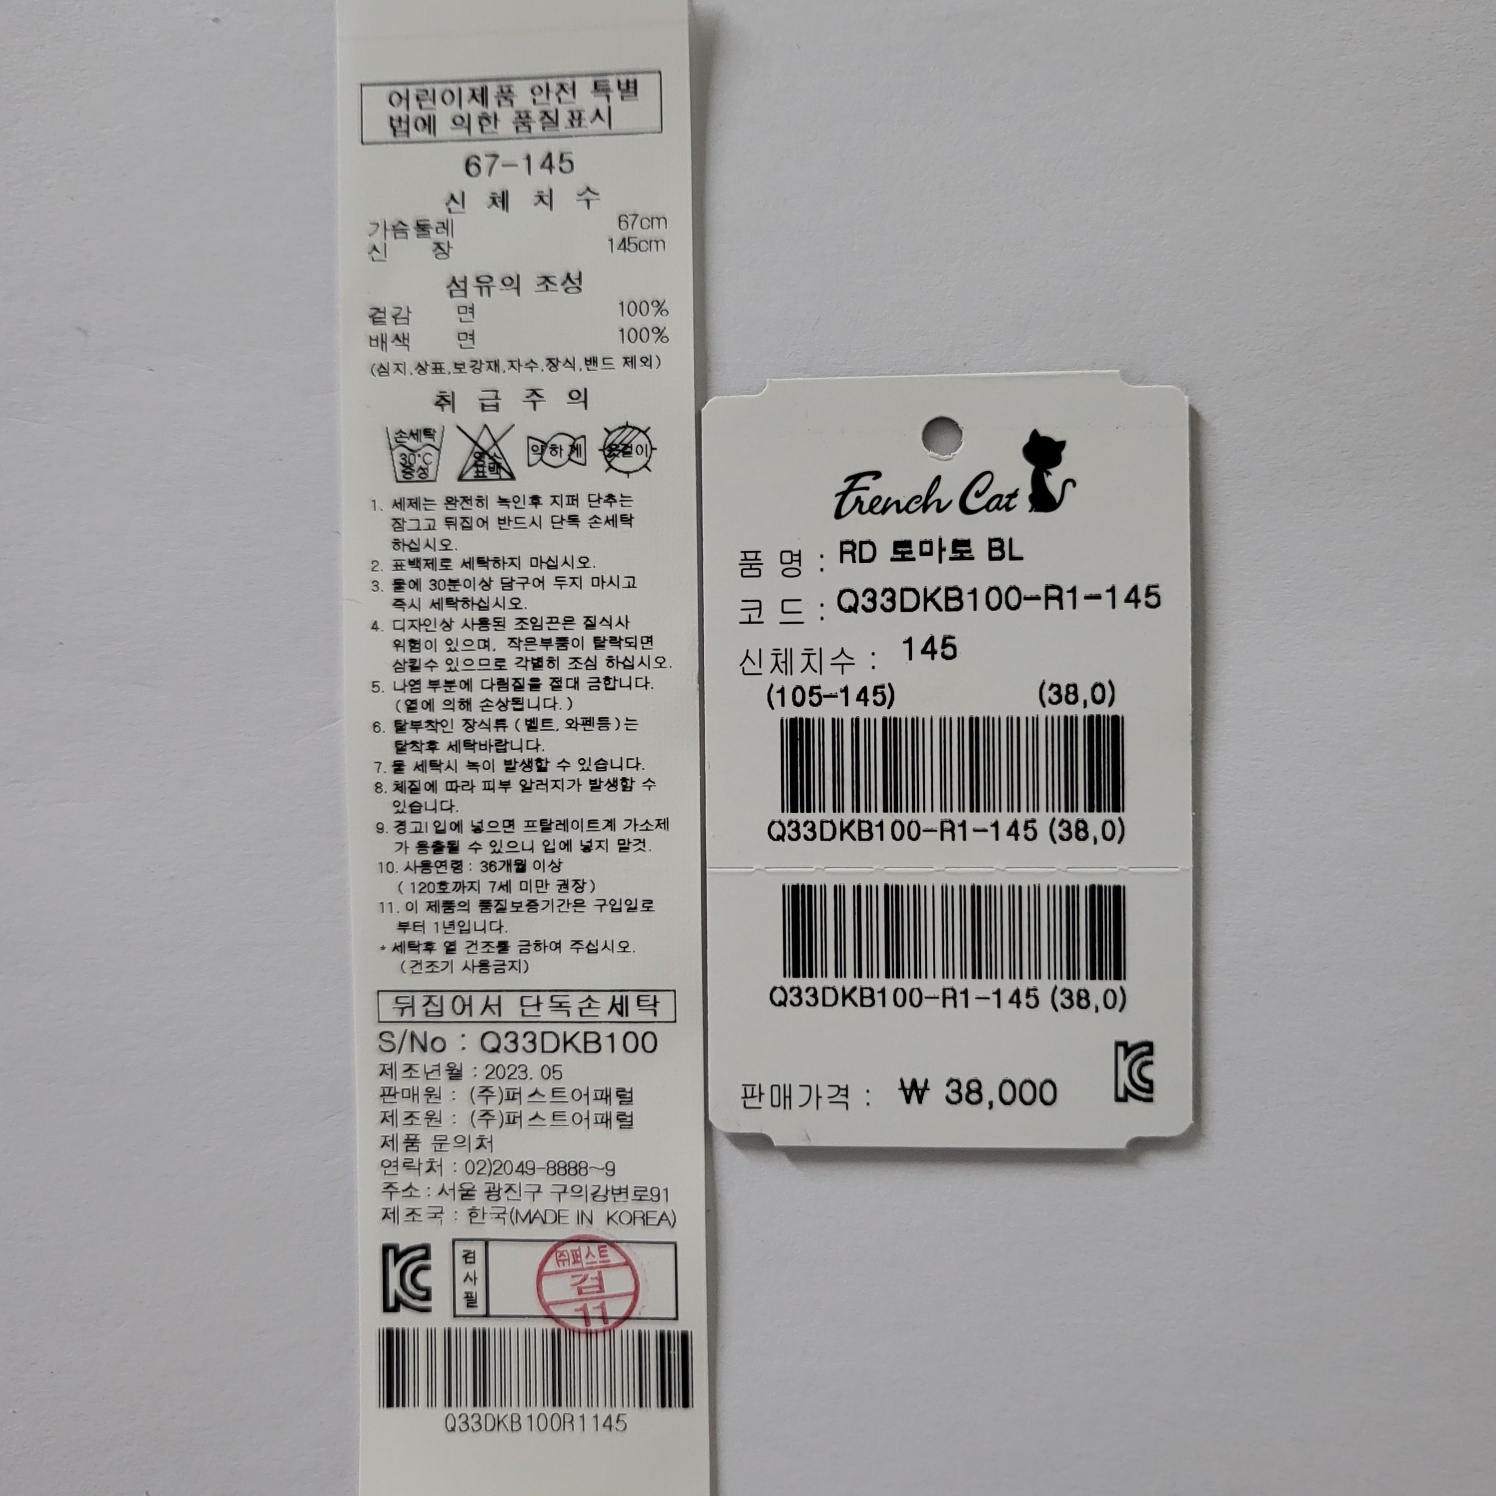 어린이제품 안전 특별
법에 의한 품질표시
67-145
신 체 치 수
가슴둘레 67cm
신 장 145cm
섬유의 조성
겉감 면 100%
배색 면 100%
(심지,상표,보강재,자수,장식,밴드 제외)
취 급 주 의
손세탁
30°C
중성
염소
표백
약하게
옷걸이
1. 세제는 완전히 녹인후 지퍼 단추는
잠그고 뒤집어 반드시 단독 손세탁
하십시오.
2. 표백제로 세탁하지 마십시오.
3. 물에 30분이상 담구어 두지 마시고
즉시 세탁하십시오.
4. 디자인상 사용된 조임끈은 질식사
위험이 있으며, 작은부품이 탈락되면
삼킬수 있으므로 각별히 조심 하십시오.
5. 나염 부분에 다림질을 절대 금합니다.
(열에 의해 손상됩니다.)
6. 탈부착인 장식류 (벨트, 와펜등)는
탈착후 세탁바랍니다.
7. 물 세탁시 녹이 발생할 수 있습니다.
8. 체질에 따라 피부 알러지가 발생할 수
있습니다.
9. 경고! 입에 넣으면 프탈레이트계 가소제
가 용출될 수 있으니 입에 넣지 말것.
10. 사용연령 : 36개월 이상
( 120호까지 7세 미만 권장 )
11. 이 제품의 품질보증기간은 구입일로
부터 1년입니다.
* 세탁후 열 건조를 금하여 주십시오.
(건조기 사용금지)
뒤집어서 단독손세탁
S/No : Q33DKB100
제조년월 : 2023. 05
판매원 : (주)퍼스트어패럴
제조원 : (주)퍼스트어패럴
제품 문의처
연락처 : 02)2049-8888~9
주소 : 서울 광진구 구의강변로91
제조국 : 한국(MADE IN KOREA)
검사필
㈜퍼스트
검
11
Q33DKB100R1145
French Cat
품 명 : RD 토마토 BL
코 드 : Q33DKB100-R1-145
신체치수 : 145
(105-145) (38,0)
Q33DKB100-R1-145 (38,0)
Q33DKB100-R1-145 (38,0)
판매가격 : ₩ 38,000